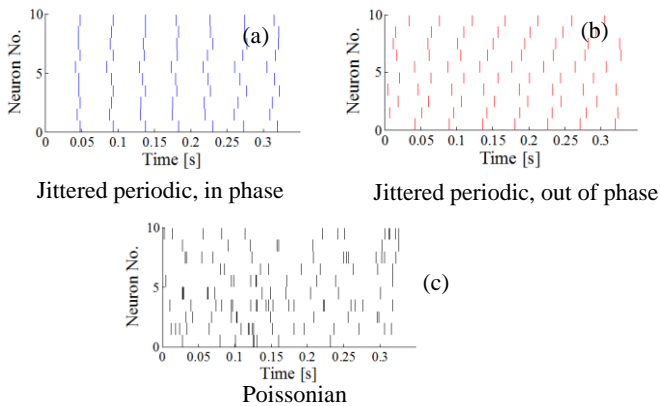 (a)
10
5
0
Neuron No.
0 0.05 0.1 0.15 0.2 0.25 0.3
Time [s]
Jittered periodic, in phase
(b)
10
5
0
Neuron No.
0 0.05 0.1 0.15 0.2 0.25 0.3
Time [s]
Jittered periodic, out of phase
(c)
10
5
0
Neuron No.
0 0.05 0.1 0.15 0.2 0.25 0.3
Time [s]
Poissonian